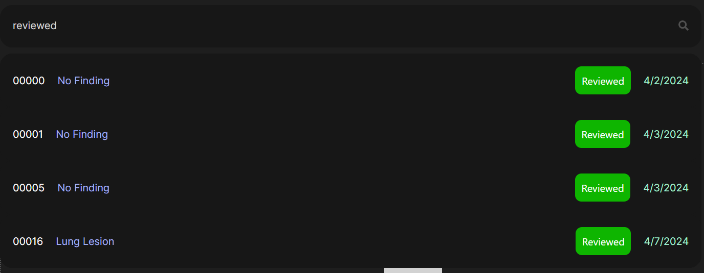 reviewed
00000 No Finding Reviewed 4/2/2024
00001 No Finding Reviewed 4/3/2024
00005 No Finding Reviewed 4/3/2024
00016 Lung Lesion Reviewed 4/7/2024